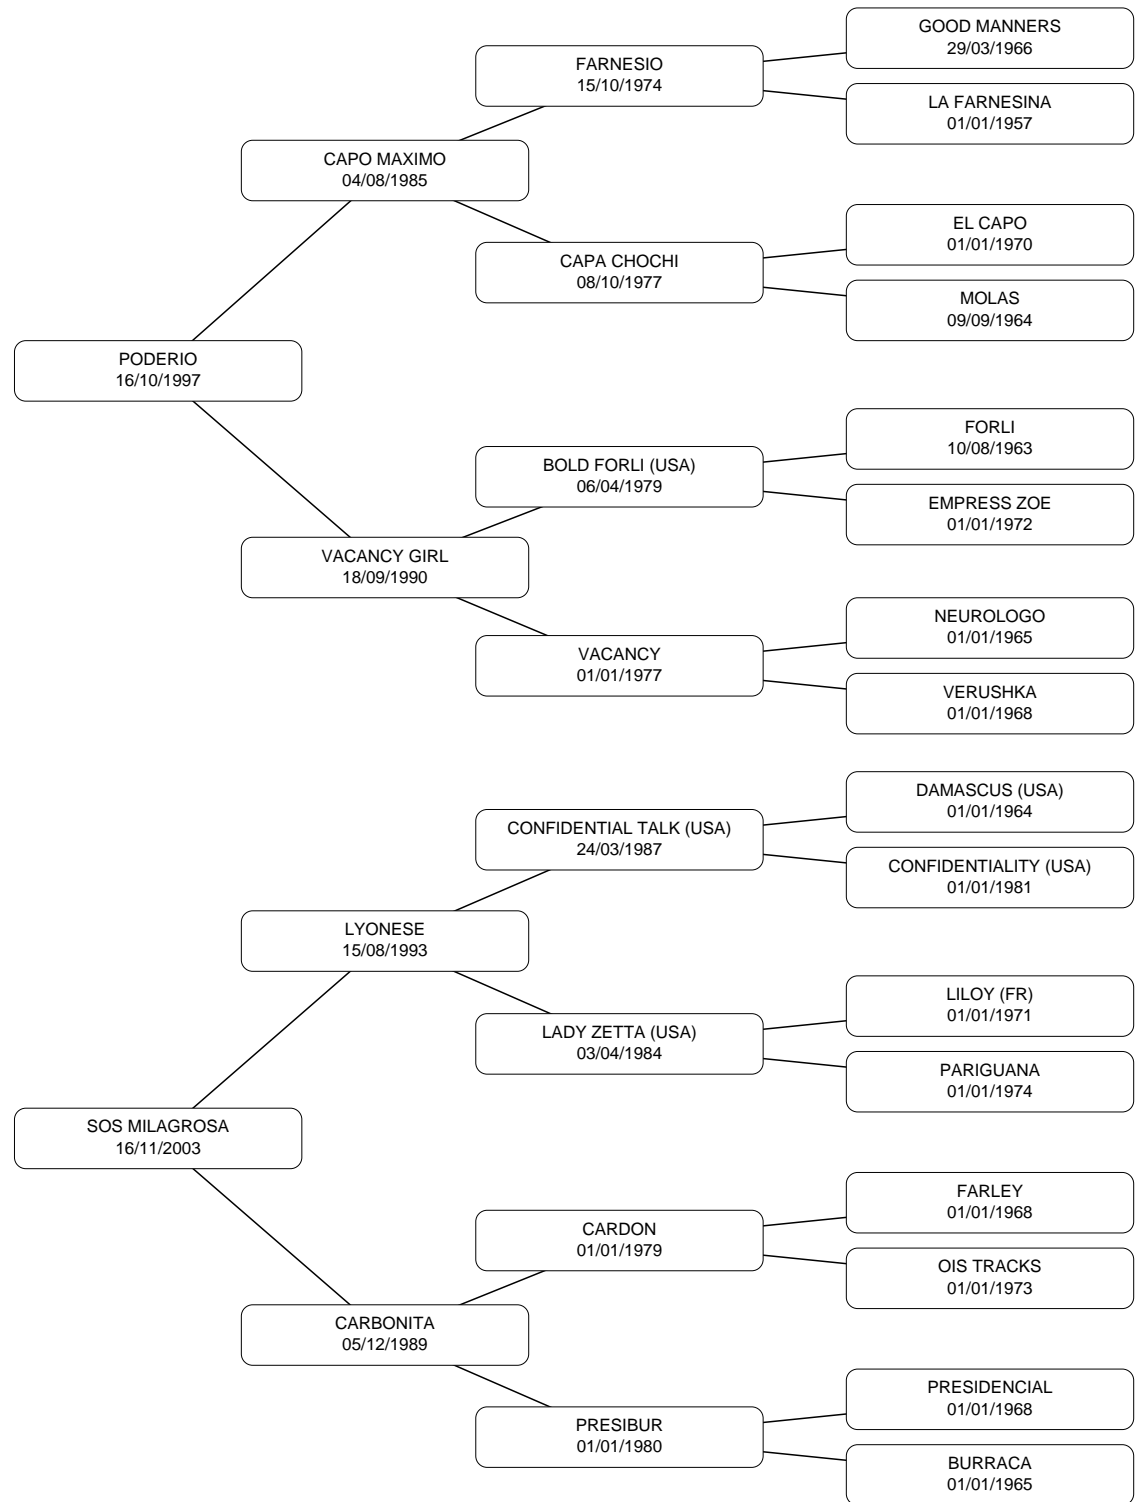 GOOD MANNERS
29/03/1966
FARNESIO
15/10/1974
LA FARNESINA
01/01/1957
CAPO MAXIMO
04/08/1985
EL CAPO
01/01/1970
CAPA CHOCHI
08/10/1977
MOLAS
09/09/1964
PODERIO
16/10/1997
FORLI
10/08/1963
BOLD FORLI (USA)
06/04/1979
EMPRESS ZOE
01/01/1972
VACANCY GIRL
18/09/1990
NEUROLOGO
01/01/1965
VACANCY
01/01/1977
VERUSHKA
01/01/1968
DAMASCUS (USA)
01/01/1964
CONFIDENTIAL TALK (USA)
24/03/1987
CONFIDENTIALITY (USA)
01/01/1981
LYONESE
15/08/1993
LILOY (FR)
01/01/1971
LADY ZETTA (USA)
03/04/1984
PARIGUANA
01/01/1974
SOS MILAGROSA
16/11/2003
FARLEY
01/01/1968
CARDON
01/01/1979
OIS TRACKS
01/01/1973
CARBONITA
05/12/1989
PRESIDENCIAL
01/01/1968
PRESIBUR
01/01/1980
BURRACA
01/01/1965